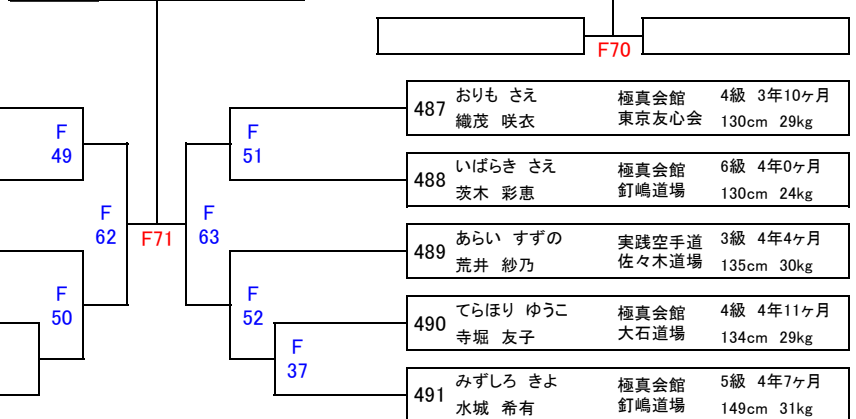 F70
487 おりも さえ 極真会館 4級 3年10ヶ月
織茂 咲衣 東京友心会 130cm 29kg
F
49
F
51
488 いばらき さえ 極真会館 6級 4年0ヶ月
茨木 彩恵 釘嶋道場 130cm 24kg
F
62
F71
F
63
489 あらい すずの 実践空手道 3級 4年4ヶ月
荒井 紗乃 佐々木道場 135cm 30kg
F
50
F
52
490 てらほり ゆうこ 極真会館 4級 4年11ヶ月
寺堀 友子 大石道場 134cm 29kg
F
37
491 みずしろ きよ 極真会館 5級 4年7ヶ月
水城 希有 釘嶋道場 149cm 31kg